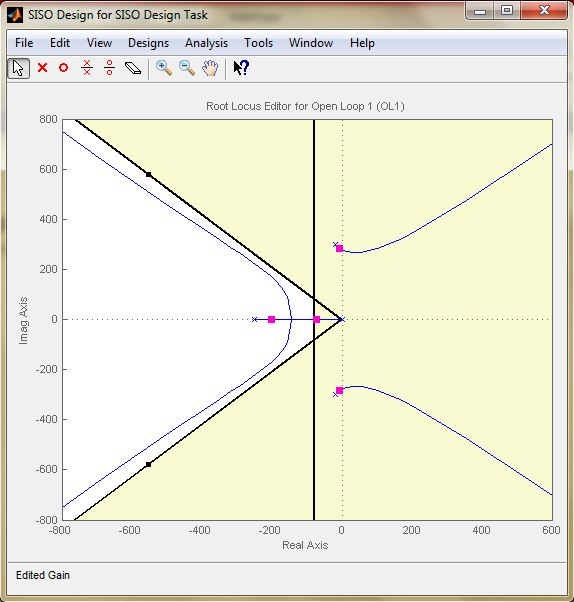 SISO Design for SISO Design Task
File Edit View Designs Analysis Tools Window Help
Root Locus Editor for Open Loop 1 (OL1)
800
600
400
200
0
-200
-400
-600
-800
Imag Axis
-800 -600 -400 -200 0 200 400 600
Real Axis
Edited Gain